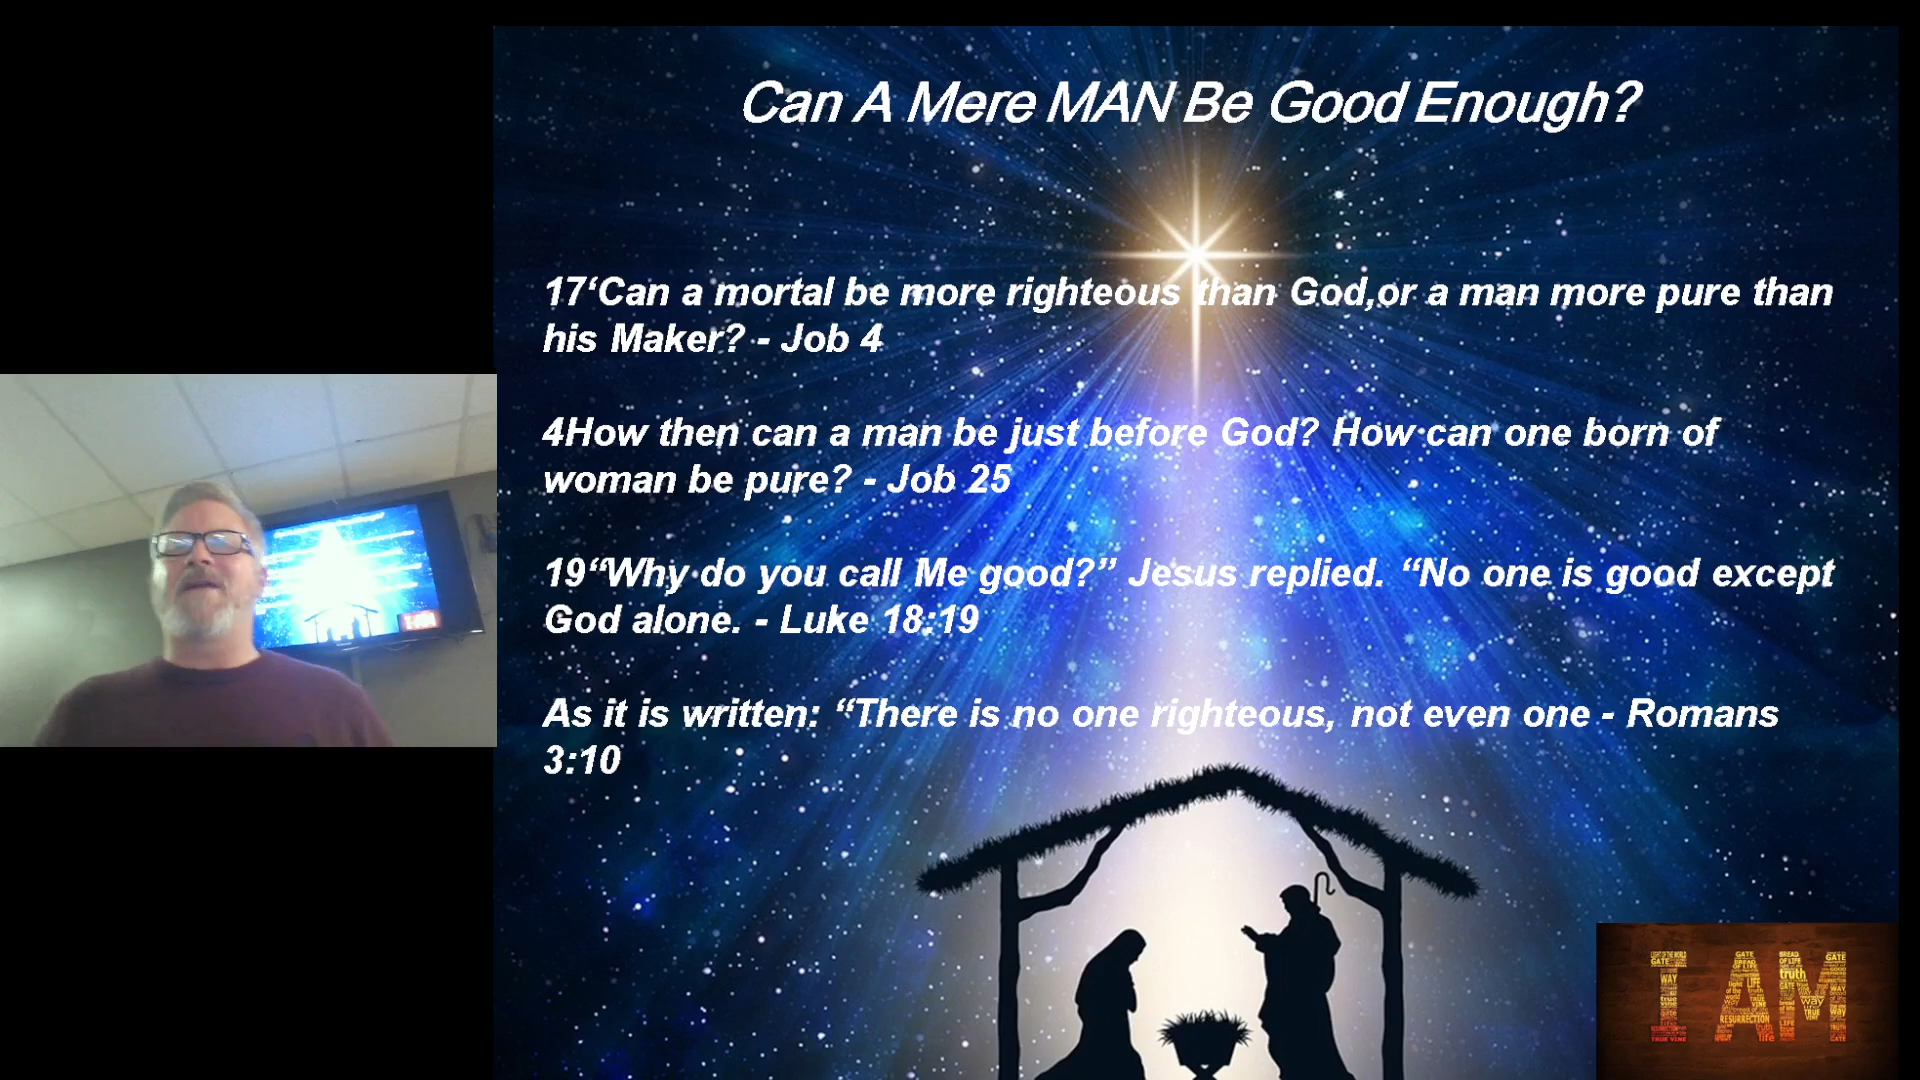 Can A Mere MAN Be Good Enough?
17‘Can a mortal be more righteous than God,or a man more pure than
his Maker? - Job 4
4How then can a man be just before God? How can one born of
woman be pure? - Job 25
19“Why do you call Me good?” Jesus replied. “No one is good except
God alone. - Luke 18:19
As it is written: “There is no one righteous, not even one - Romans
3:10
I AM